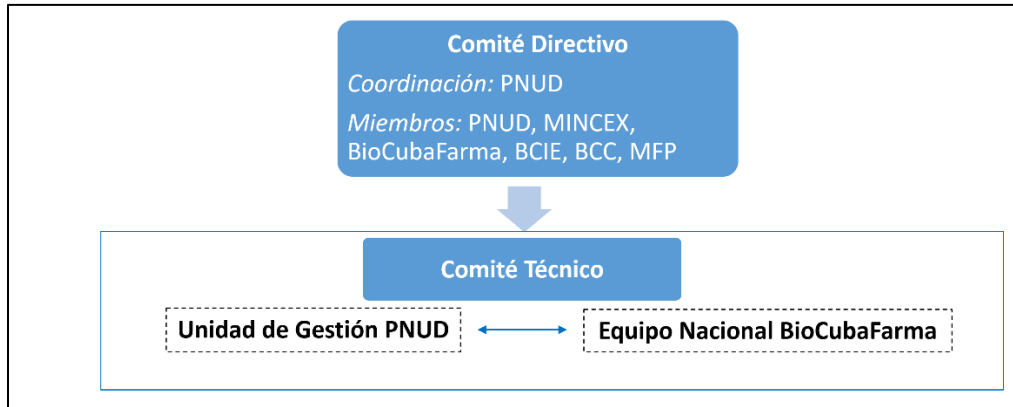 Comité Directivo
Coordinación: PNUD
Miembros: PNUD, MINCEX,
BioCubaFarma, BCIE, BCC, MFP
Comité Técnico
Unidad de Gestión PNUD
Equipo Nacional BioCubaFarma